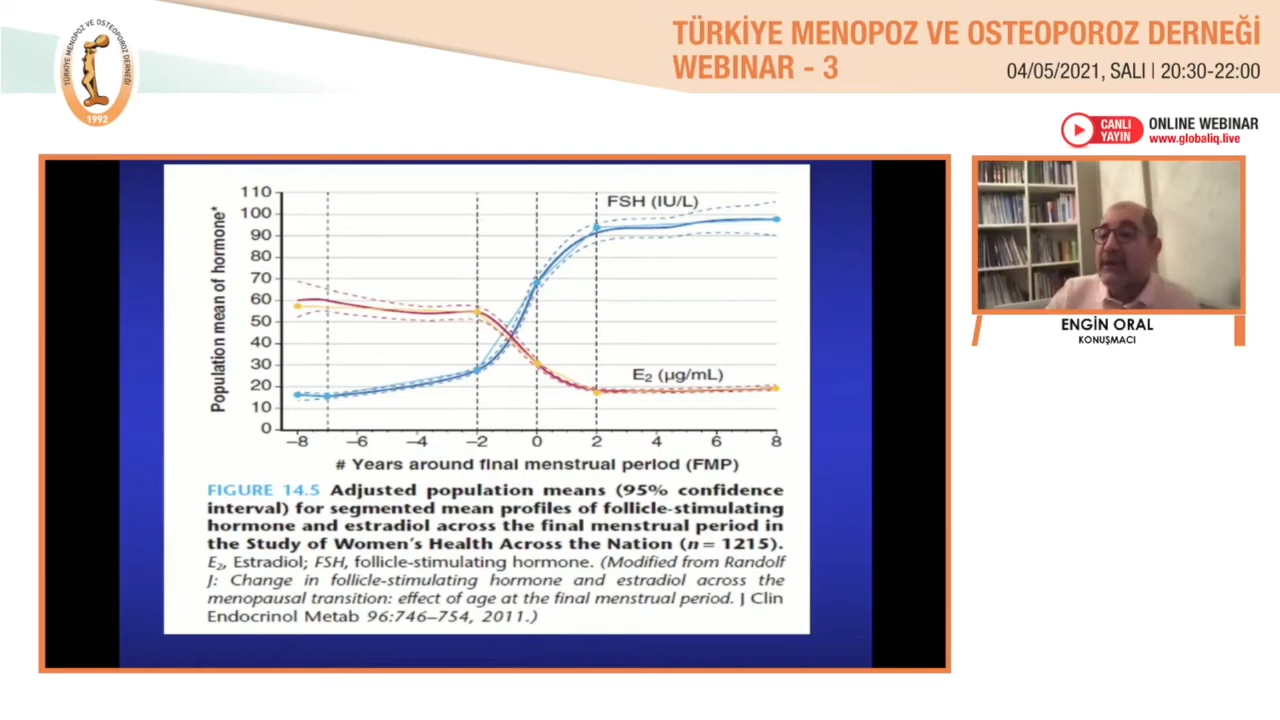 TÜRKİYE MENOPOZ VE OSTEOPOROZ DERNEĞİ
WEBINAR - 3
04/05/2021, SALI | 20:30-22:00
TÜRKİYE MENOPOZ VE OSTEOPOROZ DERNEĞİ
1992
CANLI
YAYIN
ONLINE WEBINAR
www.globaliq.live
ENGİN ORAL
KONUŞMACI
Population mean of hormone*
110
100
90
80
70
60
50
40
30
20
10
0
FSH (IU/L)
E₂ (μg/mL)
–8 –6 –4 –2 0 2 4 6 8
# Years around final menstrual period (FMP)
FIGURE 14.5 Adjusted population means (95% confidence
interval) for segmented mean profiles of follicle-stimulating
hormone and estradiol across the final menstrual period in
the Study of Women's Health Across the Nation (n = 1215).
E₂, Estradiol; FSH, follicle-stimulating hormone. (Modified from Randolf
J: Change in follicle-stimulating hormone and estradiol across the
menopausal transition: effect of age at the final menstrual period. J Clin
Endocrinol Metab 96:746–754, 2011.)